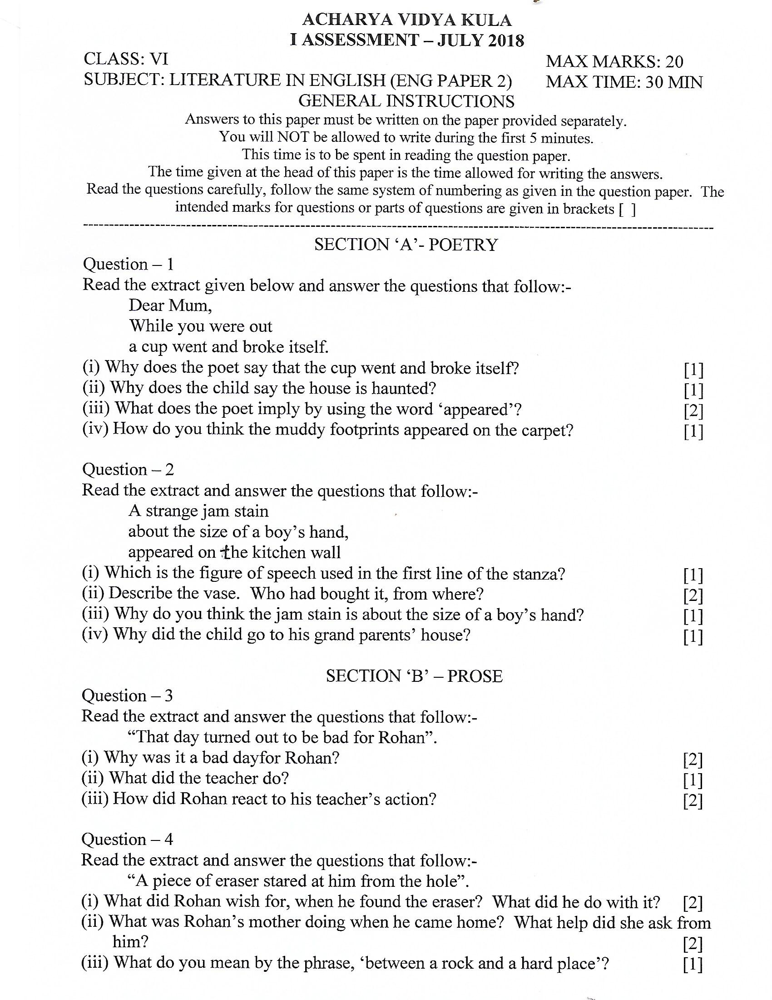 ACHARYA VIDYA KULA
I ASSESSMENT – JULY 2018
CLASS: VI MAX MARKS: 20
SUBJECT: LITERATURE IN ENGLISH (ENG PAPER 2) MAX TIME: 30 MIN
GENERAL INSTRUCTIONS
Answers to this paper must be written on the paper provided separately.
You will NOT be allowed to write during the first 5 minutes.
This time is to be spent in reading the question paper.
The time given at the head of this paper is the time allowed for writing the answers.
Read the questions carefully, follow the same system of numbering as given in the question paper. The
intended marks for questions or parts of questions are given in brackets [ ]
SECTION ‘A’- POETRY
Question – 1
Read the extract given below and answer the questions that follow:-
Dear Mum,
While you were out
a cup went and broke itself.
(i) Why does the poet say that the cup went and broke itself? [1]
(ii) Why does the child say the house is haunted? [1]
(iii) What does the poet imply by using the word ‘appeared’? [2]
(iv) How do you think the muddy footprints appeared on the carpet? [1]
Question – 2
Read the extract and answer the questions that follow:-
A strange jam stain
about the size of a boy’s hand,
appeared on the kitchen wall
(i) Which is the figure of speech used in the first line of the stanza? [1]
(ii) Describe the vase. Who had bought it, from where? [2]
(iii) Why do you think the jam stain is about the size of a boy’s hand? [1]
(iv) Why did the child go to his grand parents’ house? [1]
SECTION ‘B’ – PROSE
Question – 3
Read the extract and answer the questions that follow:-
“That day turned out to be bad for Rohan”.
(i) Why was it a bad dayfor Rohan? [2]
(ii) What did the teacher do? [1]
(iii) How did Rohan react to his teacher’s action? [2]
Question – 4
Read the extract and answer the questions that follow:-
“A piece of eraser stared at him from the hole”.
(i) What did Rohan wish for, when he found the eraser? What did he do with it? [2]
(ii) What was Rohan’s mother doing when he came home? What help did she ask from
him? [2]
(iii) What do you mean by the phrase, ‘between a rock and a hard place’? [1]